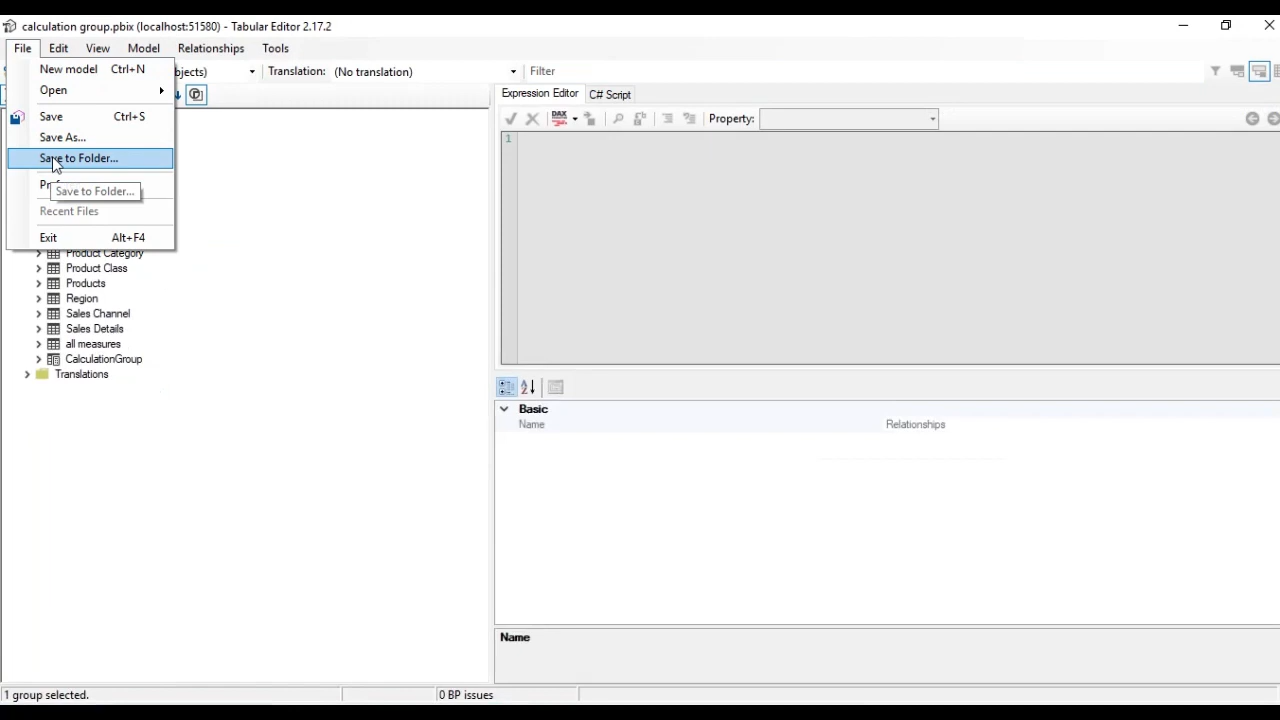 calculation group.pbix (localhost:51580) - Tabular Editor 2.17.2
File Edit View Model Relationships Tools
New model Ctrl+N
Open
Save Ctrl+S
Save As...
Save to Folder...
Save to Folder...
Recent Files
Exit Alt+F4
Translation: (No translation)
Filter
Product Category
Product Class
Products
Region
Sales Channel
Sales Details
all measures
CalculationGroup
Translations
Expression Editor C# Script
DAX Property:
1
Basic
Name Relationships
Name
1 group selected. 0 BP issues